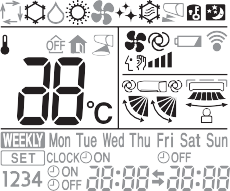 OFF
88°C
WEEKLY Mon Tue Wed Thu Fri Sat Sun
SET CLOCK ON OFF
1234 ON OFF 88:88 88:88